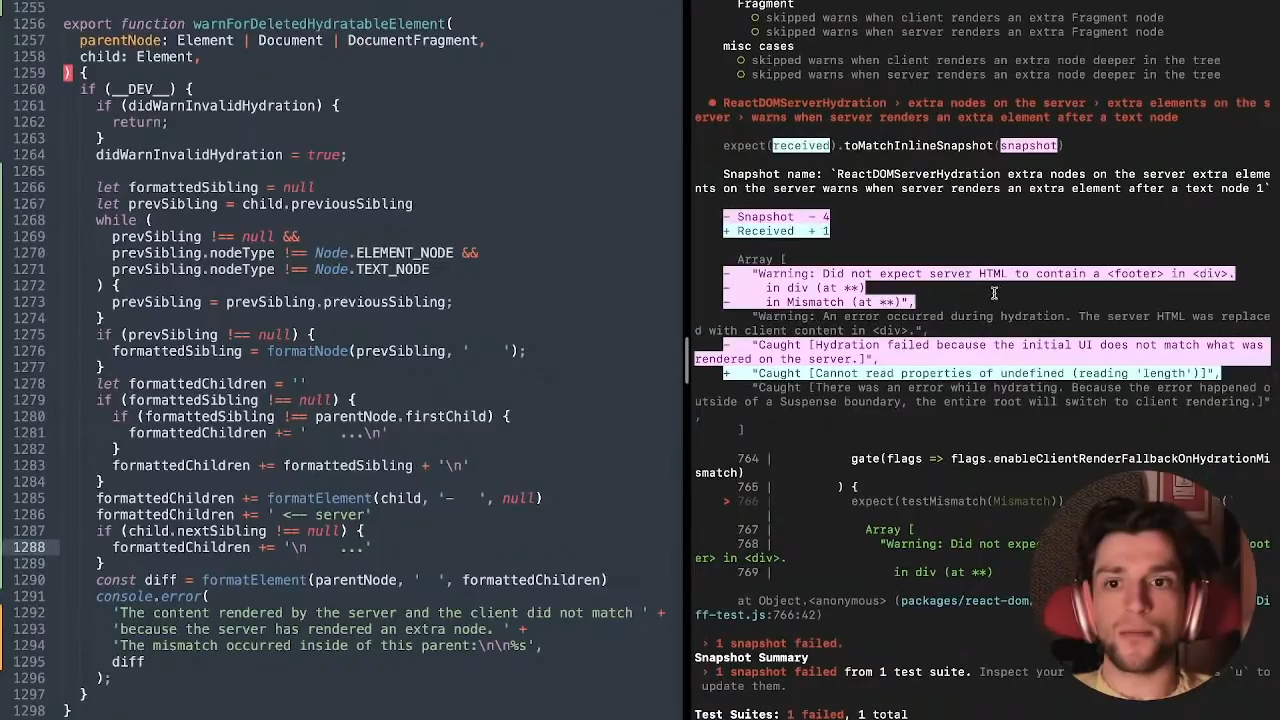 1255
1256 export function warnForDeletedHydratableElement(
1257   parentNode: Element | Document | DocumentFragment,
1258   child: Element,
1259 ) {
1260   if (__DEV__) {
1261     if (didWarnInvalidHydration) {
1262       return;
1263     }
1264     didWarnInvalidHydration = true;
1265
1266     let formattedSibling = null
1267     let prevSibling = child.previousSibling
1268     while (
1269       prevSibling !== null &&
1270       prevSibling.nodeType !== Node.ELEMENT_NODE &&
1271       prevSibling.nodeType !== Node.TEXT_NODE
1272     ) {
1273       prevSibling = prevSibling.previousSibling;
1274     }
1275     if (prevSibling !== null) {
1276       formattedSibling = formatNode(prevSibling, '    ');
1277     }
1278     let formattedChildren = ''
1279     if (formattedSibling !== null) {
1280       if (formattedSibling !== parentNode.firstChild) {
1281         formattedChildren += '    ...\n'
1282       }
1283       formattedChildren += formattedSibling + '\n'
1284     }
1285     formattedChildren += formatElement(child, '-   ', null)
1286     formattedChildren += ' <-- server'
1287     if (child.nextSibling !== null) {
1288       formattedChildren += '\n    ...'
1289     }
1290     const diff = formatElement(parentNode, '  ', formattedChildren)
1291     console.error(
1292       'The content rendered by the server and the client did not match ' +
1293       'because the server has rendered an extra node. ' +
1294       'The mismatch occurred inside of this parent:\n\n%s',
1295       diff
1296     );
1297   }
1298 }
Fragment
○ skipped warns when client renders an extra Fragment node
○ skipped warns when server renders an extra Fragment node
misc cases
○ skipped warns when client renders an extra node deeper in the tree
○ skipped warns when server renders an extra node deeper in the tree
● ReactDOMServerHydration › extra nodes on the server › extra elements on the s
erver › warns when server renders an extra element after a text node
expect(received).toMatchInlineSnapshot(snapshot)
Snapshot name: `ReactDOMServerHydration extra nodes on the server extra eleme
nts on the server warns when server renders an extra element after a text node 1`
- Snapshot  - 4
+ Received  + 1
Array [
-   "Warning: Did not expect server HTML to contain a <footer> in <div>.
-     in div (at **)
-     in Mismatch (at **)",
"Warning: An error occurred during hydration. The server HTML was replace
d with client content in <div>.",
-   "Caught [Hydration failed because the initial UI does not match what was
rendered on the server.]",
+   "Caught [Cannot read properties of undefined (reading 'length')]",
"Caught [There was an error while hydrating. Because the error happened o
utside of a Suspense boundary, the entire root will switch to client rendering.]"
,
]
764 |           gate(flags => flags.enableClientRenderFallbackOnHydrationMi
smatch)
765 |         ) {
> 766 |           expect(testMismatch(Mismatch))
767 |             Array [
768 |               "Warning: Did not
er> in <div>.
769 |                 in div (at **)
at Object.<anonymous> (packages/react-dom
ff-test.js:766:42)
› 1 snapshot failed.
Snapshot Summary
› 1 snapshot failed from 1 test suite. Inspect your `u` to
update them.
Test Suites: 1 failed, 1 total